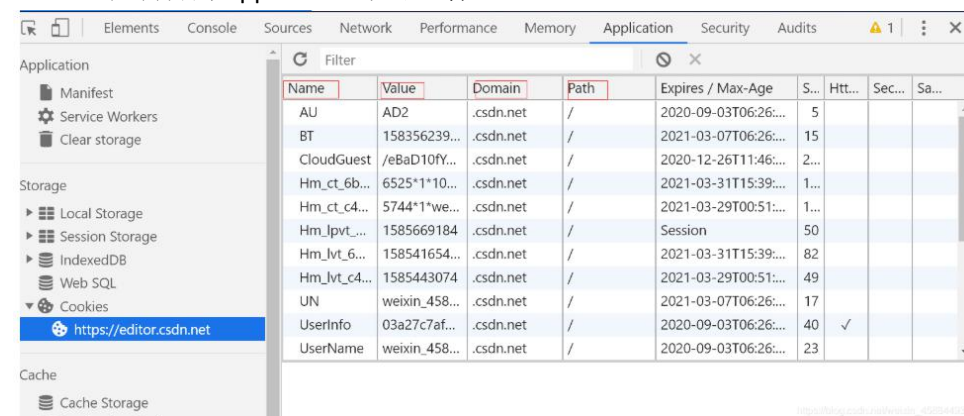 Elements Console Sources Network Performance Memory Application Security Audits 1
Application
Manifest
Service Workers
Clear storage
Storage
Local Storage
Session Storage
IndexedDB
Web SQL
Cookies
https://editor.csdn.net
Cache
Cache Storage
Filter
Name Value Domain Path Expires / Max-Age S... Htt... Sec... Sa...
AU AD2 .csdn.net / 2020-09-03T06:26:... 5
BT 158356239... .csdn.net / 2021-03-07T06:26:... 15
CloudGuest /eBaD10fY... .csdn.net / 2020-12-26T11:46:... 2...
Hm_ct_6b... 6525*1*10... .csdn.net / 2021-03-31T15:39:... 1...
Hm_ct_c4... 5744*1*we... .csdn.net / 2021-03-29T00:51:... 1...
Hm_lpvt_... 1585669184 .csdn.net / Session 50
Hm_lvt_6... 158541654... .csdn.net / 2021-03-31T15:39:... 82
Hm_lvt_c4... 1585443074 .csdn.net / 2021-03-29T00:51:... 49
UN weixin_458... .csdn.net / 2021-03-07T06:26:... 17
UserInfo 03a27c7af... .csdn.net / 2020-09-03T06:26:... 40 ✓
UserName weixin_458... .csdn.net / 2020-09-03T06:26:... 23